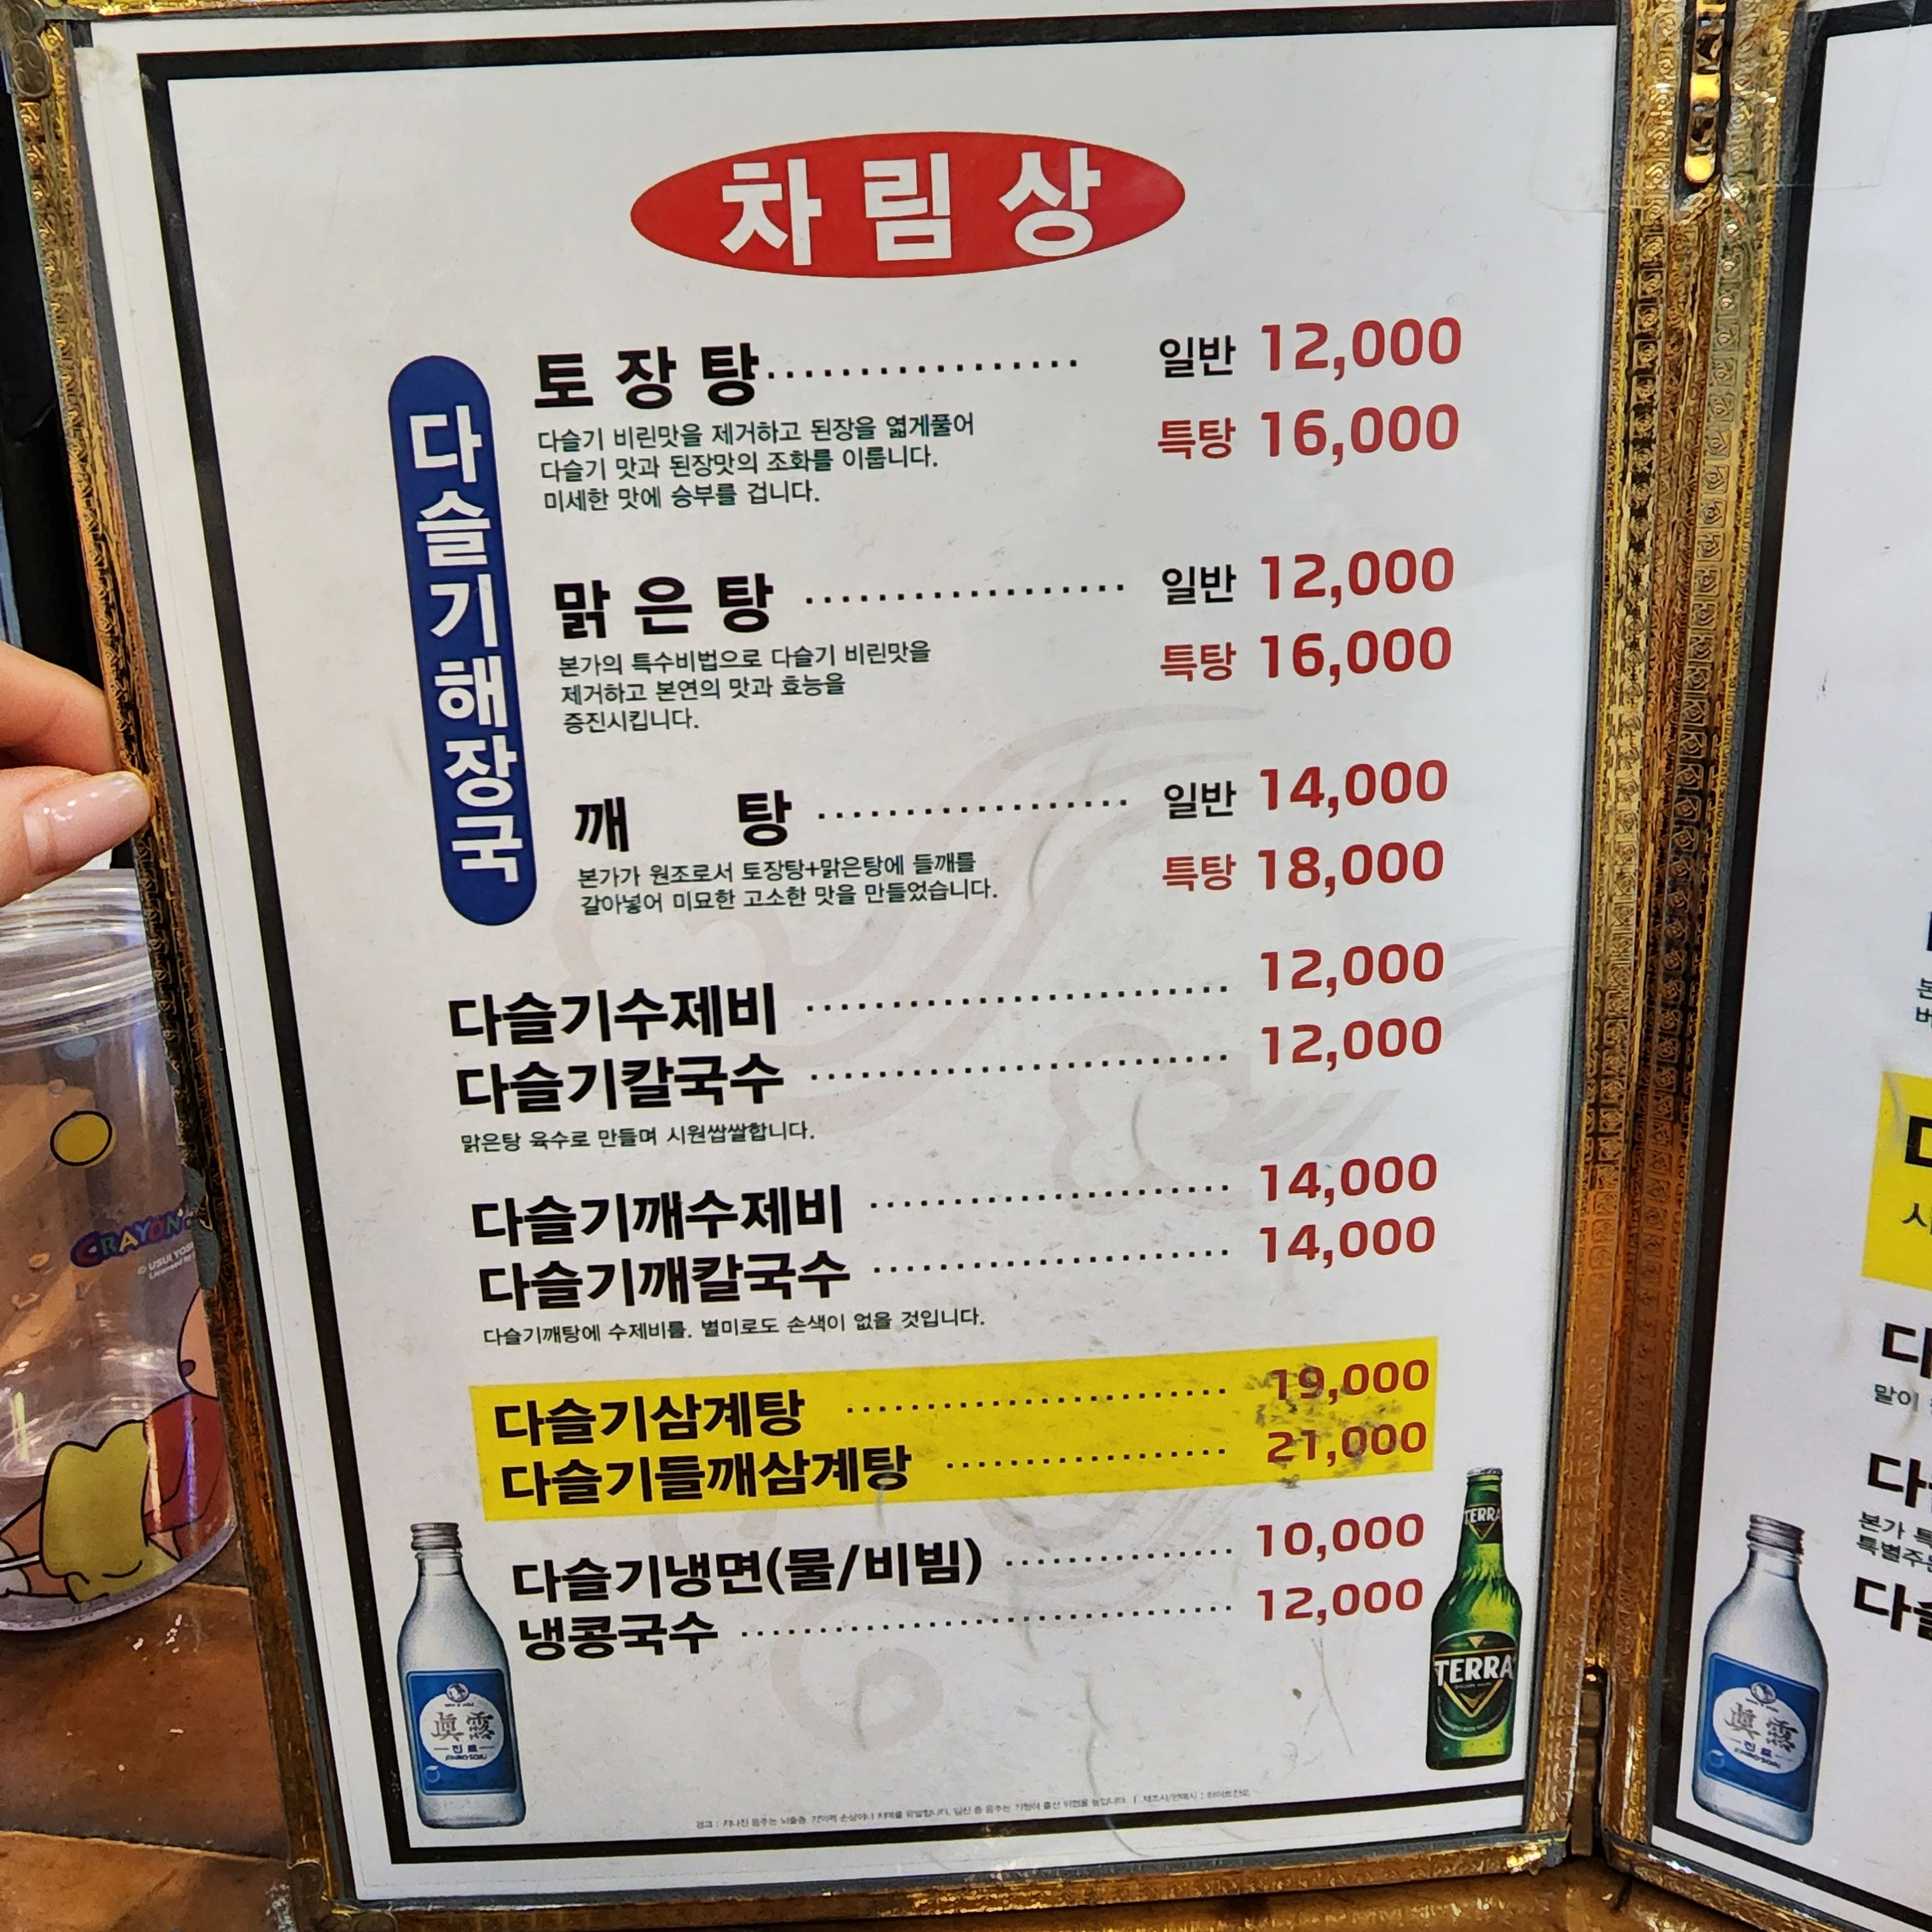 차림상
다슬기해장국
토장탕 일반 12,000
특탕 16,000
다슬기 비린맛을 제거하고 된장을 엷게풀어
다슬기 맛과 된장맛의 조화를 이룹니다.
미세한 맛에 승부를 겁니다.
맑은탕 일반 12,000
특탕 16,000
본가의 특수비법으로 다슬기 비린맛을
제거하고 본연의 맛과 효능을
증진시킵니다.
깨 탕 일반 14,000
특탕 18,000
본가가 원조로서 토장탕+맑은탕에 들깨를
갈아넣어 미묘한 고소한 맛을 만들었습니다.
다슬기수제비 12,000
다슬기칼국수 12,000
맑은탕 육수로 만들며 시원쌉쌀합니다.
다슬기깨수제비 14,000
다슬기깨칼국수 14,000
다슬기깨탕에 수제비를. 별미로도 손색이 없을 것입니다.
다슬기삼계탕 19,000
다슬기들깨삼계탕 21,000
다슬기냉면(물/비빔) 10,000
냉콩국수 12,000
眞露
진로
TERRA
TERRA
CRAYON
眞露
말이
본가